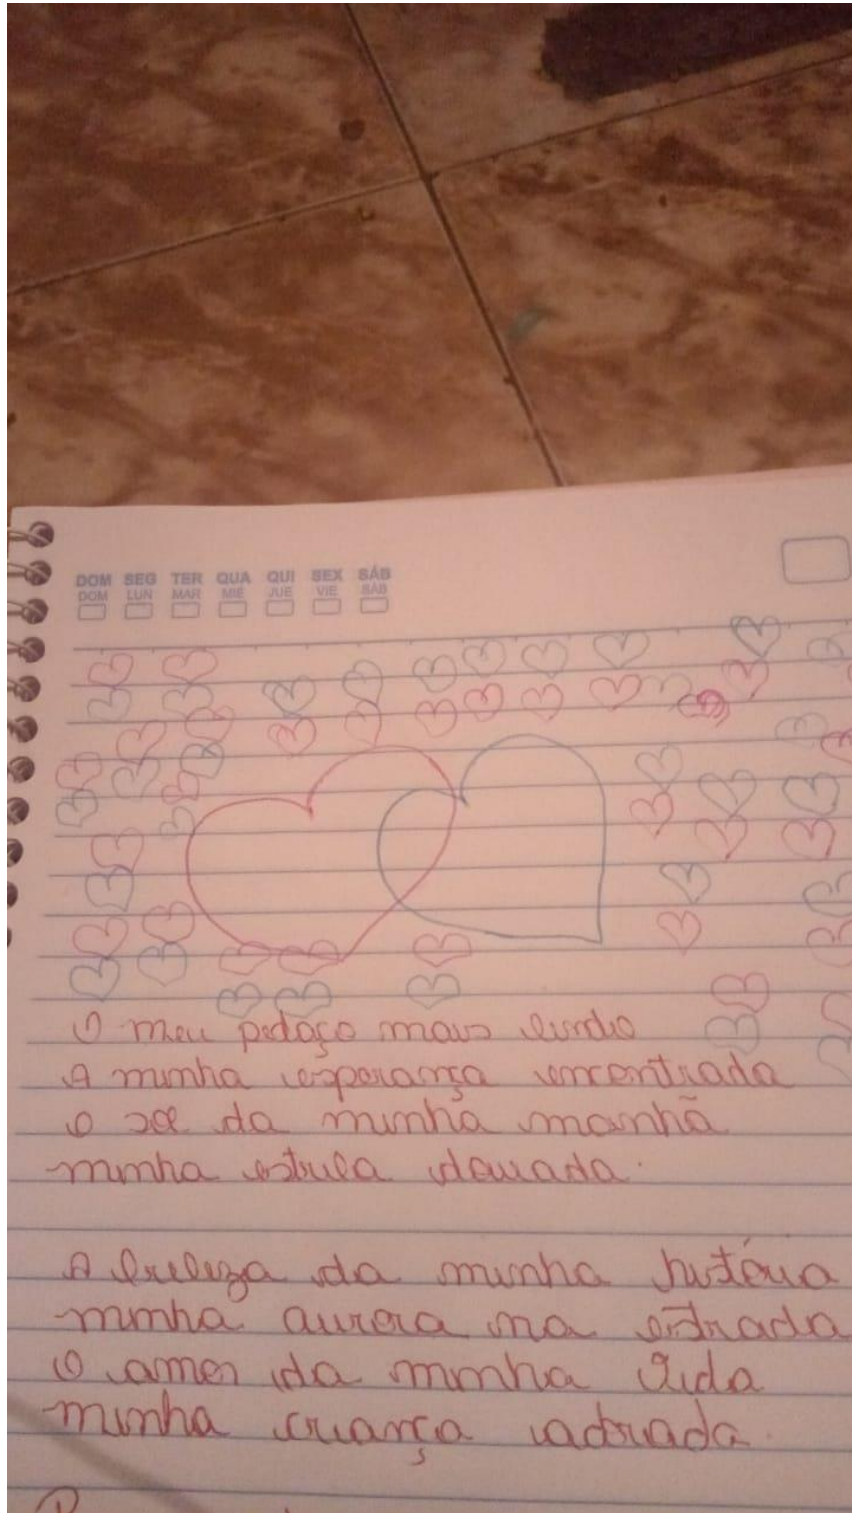 DOM SEG TER QUA QUI SEX SÁB
DOM LUN MAR MIÉ JUE VIE SÁB
O meu pedaço mais lindo
A minha esperança encontrada
O sol da minha manhã
minha estrela dourada.
A beleza da minha história
minha aurora na estrada
O amor da minha vida
minha criança adorada.